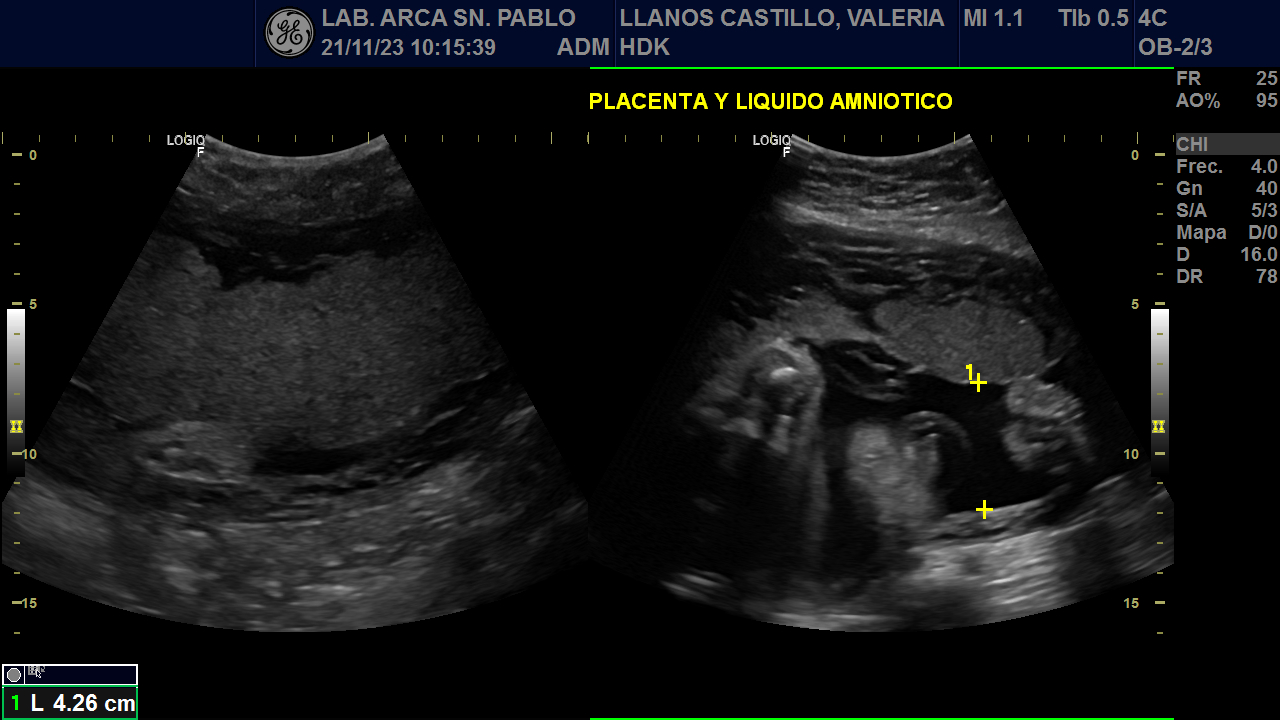 LAB. ARCA SN. PABLO
21/11/23 10:15:39 ADM
LLANOS CASTILLO, VALERIA
HDK
MI 1.1 TIb 0.5
4C
OB-2/3
FR 25
AO% 95
PLACENTA Y LIQUIDO AMNIOTICO
CHI
Frec. 4.0
Gn 40
S/A 5/3
Mapa D/0
D 16.0
DR 78
LOGIQ
F
LOGIQ
F
0
5
10
15
0
5
10
15
1
1 L 4.26 cm